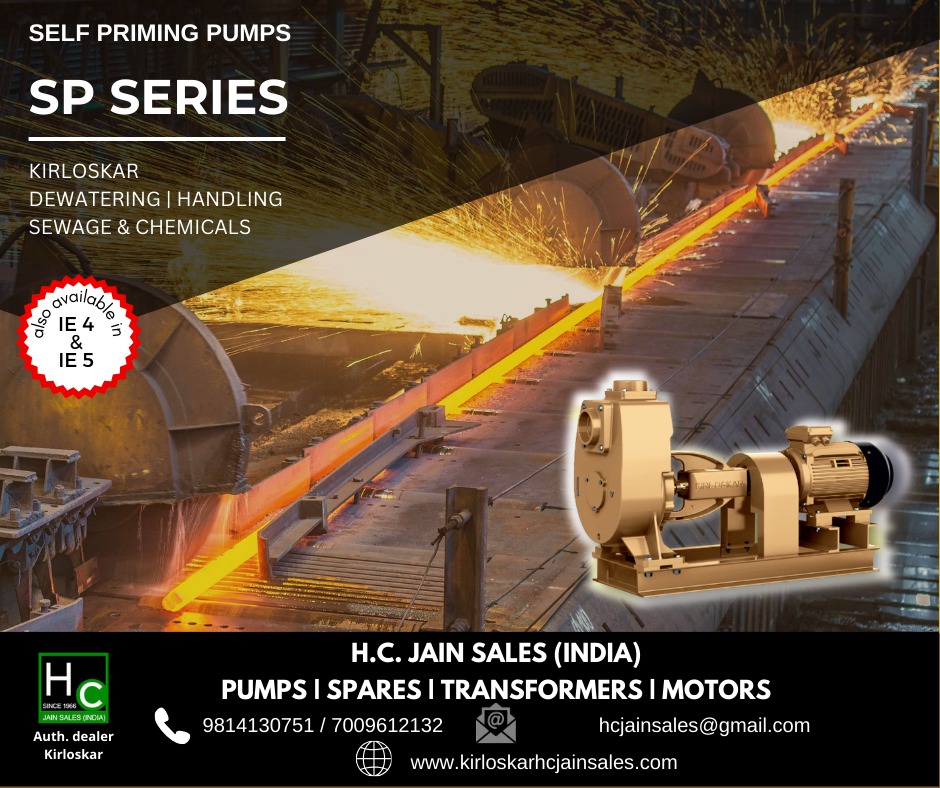 SELF PRIMING PUMPS
SP SERIES
KIRLOSKAR
DEWATERING | HANDLING
SEWAGE & CHEMICALS
also available in
IE 4
&
IE 5
KIRLOSKAR
H.C. JAIN SALES (INDIA)
PUMPS | SPARES | TRANSFORMERS | MOTORS
H C
SINCE 1966
JAIN SALES (INDIA)
Auth. dealer
Kirloskar
9814130751 / 7009612132
@
hcjainsales@gmail.com
www.kirloskarhcjainsales.com